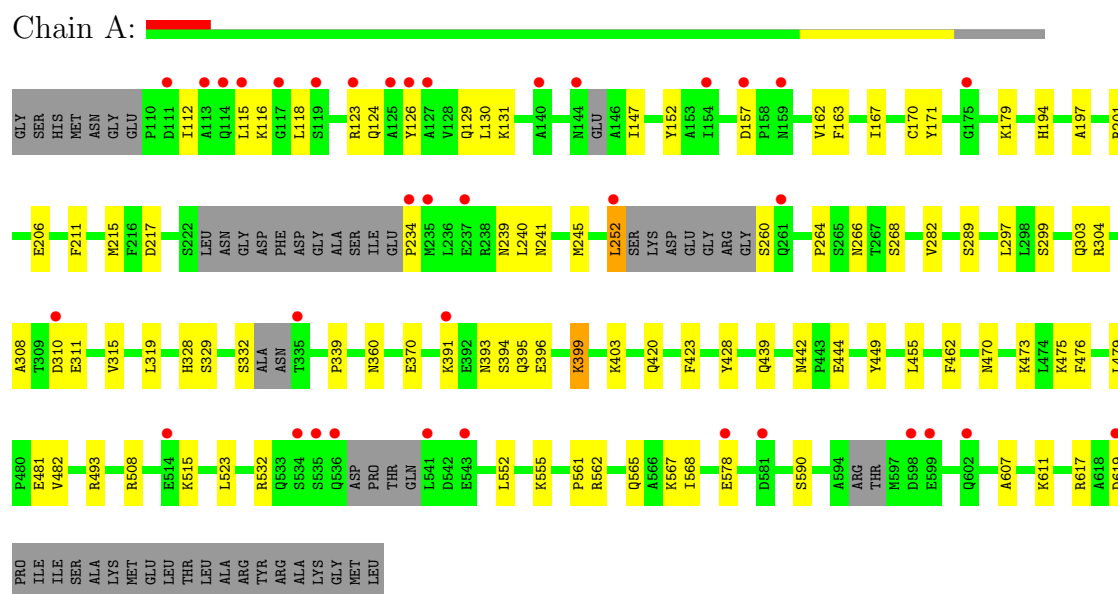 Chain A:
GLY SER HIS MET ASN GLY GLU P110 D111 I112 A113 Q114 L115 K116 G117 L118 S119 R123 Q124 A125 Y126 A127 V128 Q129 L130 K131 A140 N144 GLU A146 I147 Y152 A153 I154 D157 P158 N159 V162 F163 I167 C170 Y171 G175 K179 H194 A197
E206 F211 M215 F216 D217 S222 LEU ASN GLY ASP PHE ASP GLY ALA SER ILE GLU P234 M235 L236 E237 R238 N239 L240 N241 M245 L252 SER LYS ASP GLU GLY ARG GLY S260 Q261 P264 S265 N266 T267 S268 V282 S289 L297 L298 S299 Q303 R304
A308 T309 D310 E311 V315 L319 H328 S329 S332 ALA ASN T335 P339 N360 E370 K391 E392 N393 S394 Q395 E396 K399 K403 Q420 F423 Y428 Q439 N442 P443 E444 Y449 L455 F462 N470 K473 L474 K475 F476 L479
P480 E481 V482 R493 R508 E514 K515 L523 R532 Q533 S534 S535 Q536 ASP PRO THR GLN L541 D542 E543 L552 K555 P561 R562 Q565 A566 K567 I568 E578 D581 S590 A594 ARG THR M597 D598 E599 Q602 A607 K611 R617 A618 D619
PRO ILE ILE SER ALA LYS MET GLU LEU THR LEU ALA ARG TYR ARG ALA LYS GLY MET LEU